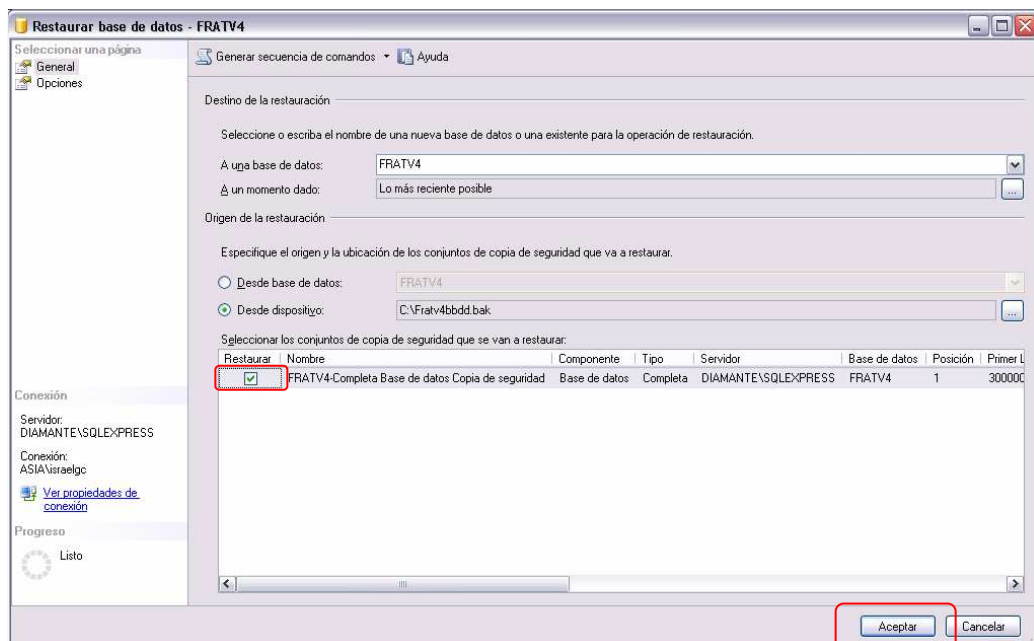 Restaurar base de datos - FRATV4
Seleccionar una página
General
Opciones
Generar secuencia de comandos
Ayuda
Destino de la restauración
Seleccione o escriba el nombre de una nueva base de datos o una existente para la operación de restauración.
A una base de datos: FRATV4
A un momento dado: Lo más reciente posible ...
Origen de la restauración
Especifique el origen y la ubicación de los conjuntos de copia de seguridad que va a restaurar.
Desde base de datos: FRATV4
Desde dispositivo: C:\Fratv4bbdd.bak ...
Seleccionar los conjuntos de copia de seguridad que se van a restaurar:
Restaurar Nombre Componente Tipo Servidor Base de datos Posición Primer L
FRATV4-Completa Base de datos Copia de seguridad Base de datos Completa DIAMANTE\SQLEXPRESS FRATV4 1 300000
Conexión
Servidor:
DIAMANTE\SQLEXPRESS
Conexión:
ASIA\israelgc
Ver propiedades de
conexión
Progreso
Listo
Aceptar Cancelar